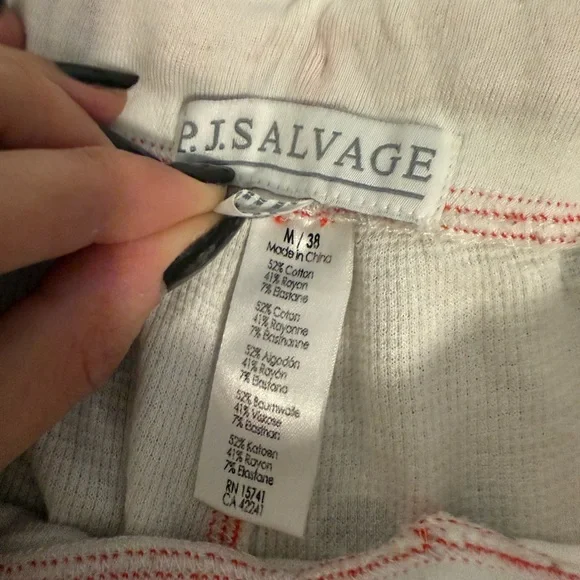 P.J.SALVAGE
M / 38
Made in China
52% Cotton
41% Rayon
7% Elastane
52% Coton
41% Rayonne
7% Elasthanne
52% Algodón
41% Rayón
7% Elastano
52% Baumwolle
41% Viskose
7% Elasthan
52% Katoen
41% Rayon
7% Elastane
RN 15741
CA 42241